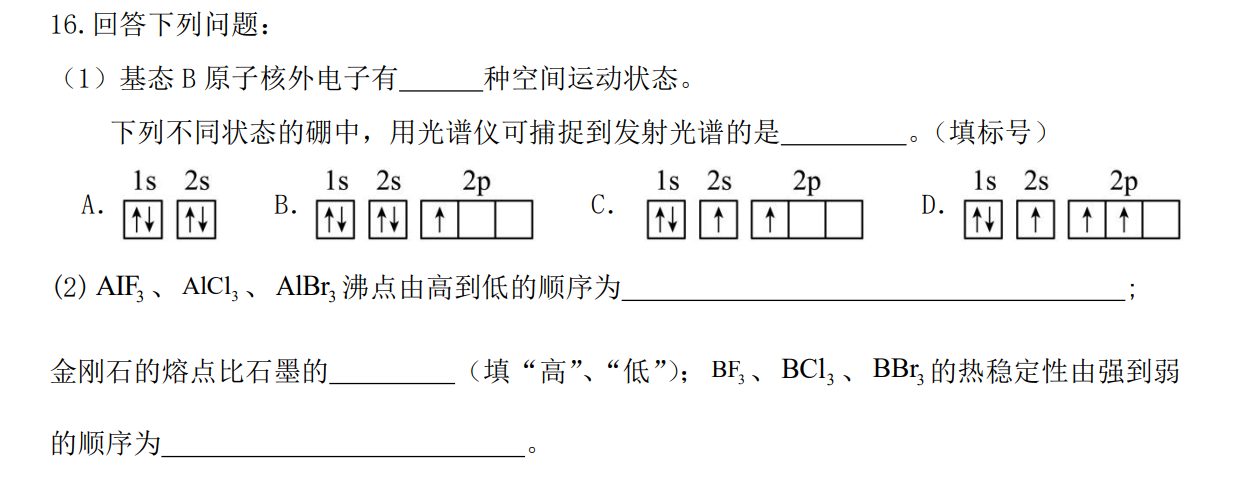 16.回答下列问题：
（1）基态 B 原子核外电子有______种空间运动状态。
下列不同状态的硼中，用光谱仪可捕捉到发射光谱的是_________。（填标号）
1s 2s 1s 2s 2p 1s 2s 2p 1s 2s 2p
A. ↑↓ ↑↓ B. ↑↓ ↑↓ ↑ C. ↑↓ ↑ ↑ D. ↑↓ ↑ ↑ ↑
(2) AlF₃、AlCl₃、AlBr₃沸点由高到低的顺序为____________________________________;
金刚石的熔点比石墨的_________（填“高”、“低”）；BF₃、BCl₃、BBr₃的热稳定性由强到弱
的顺序为__________________________。